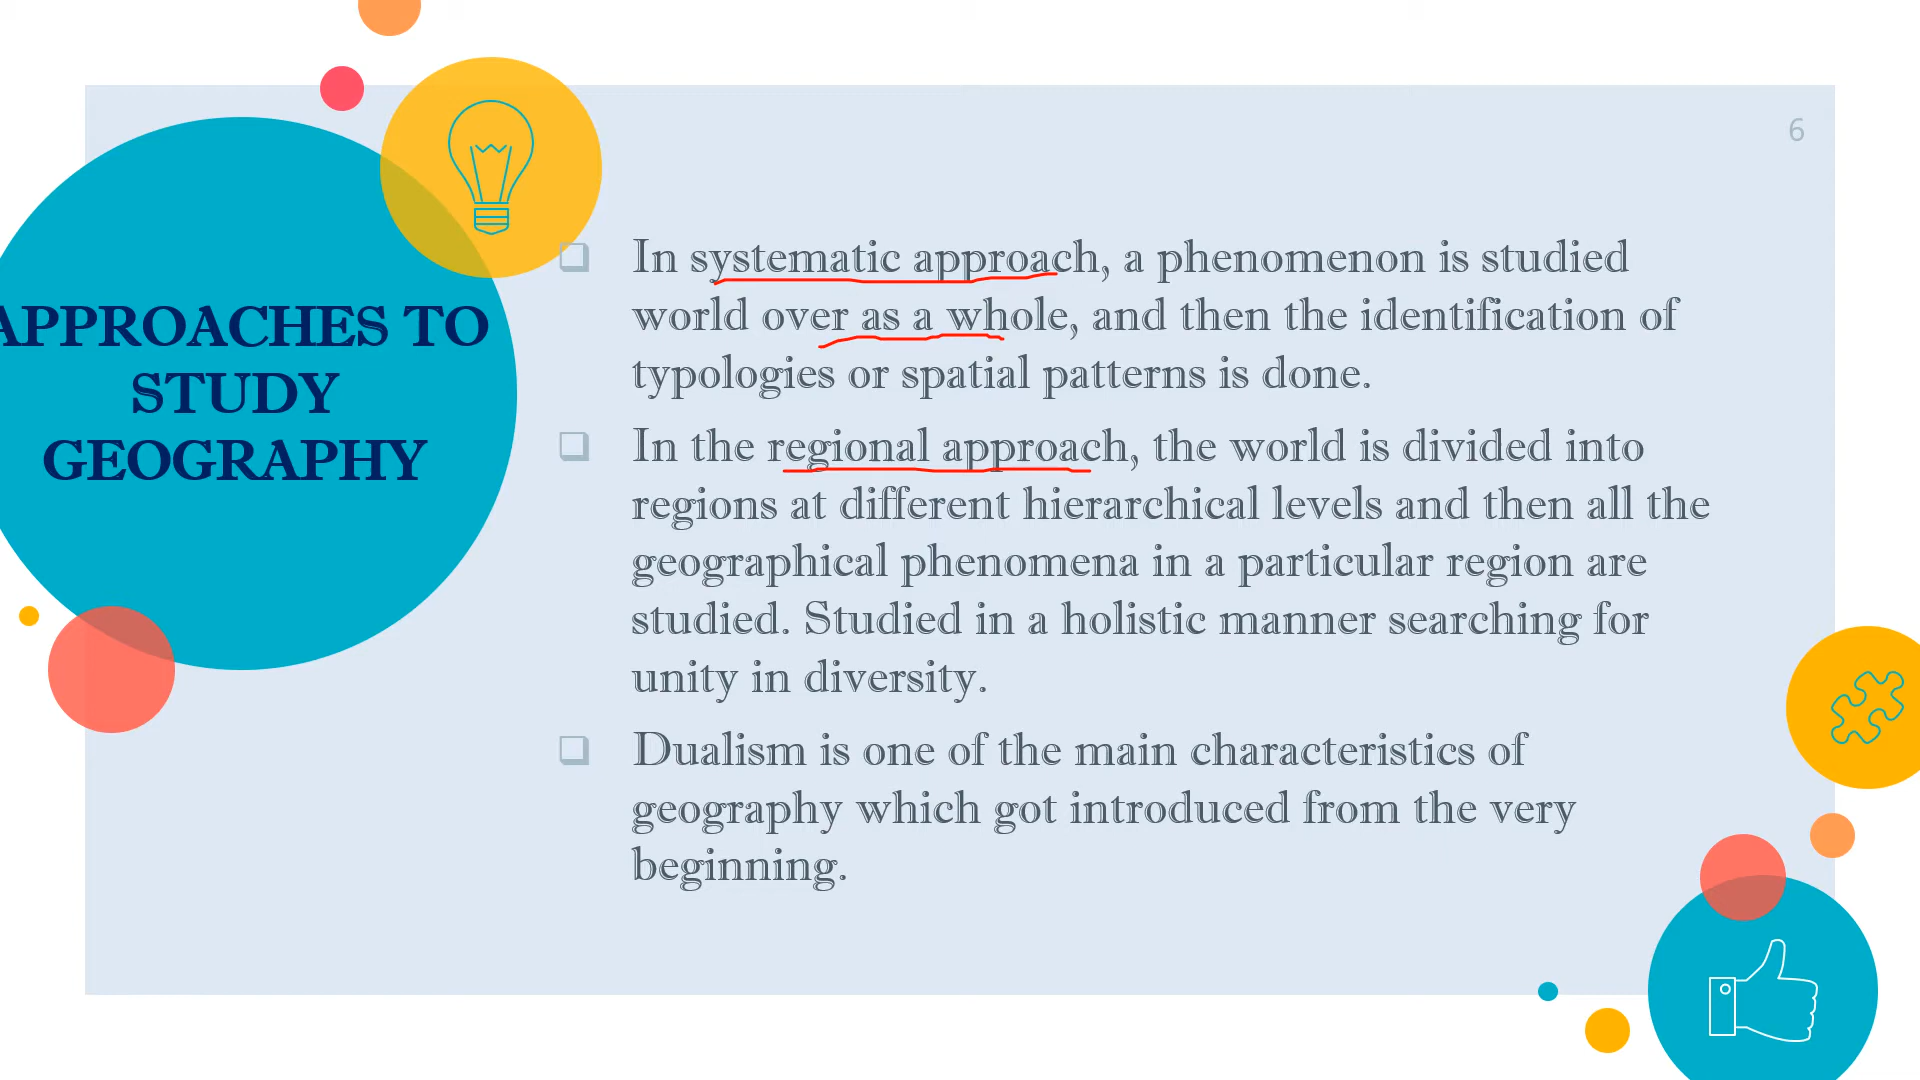 6
APPROACHES TO
STUDY
GEOGRAPHY
In systematic approach, a phenomenon is studied
world over as a whole, and then the identification of
typologies or spatial patterns is done.
In the regional approach, the world is divided into
regions at different hierarchical levels and then all the
geographical phenomena in a particular region are
studied. Studied in a holistic manner searching for
unity in diversity.
Dualism is one of the main characteristics of
geography which got introduced from the very
beginning.